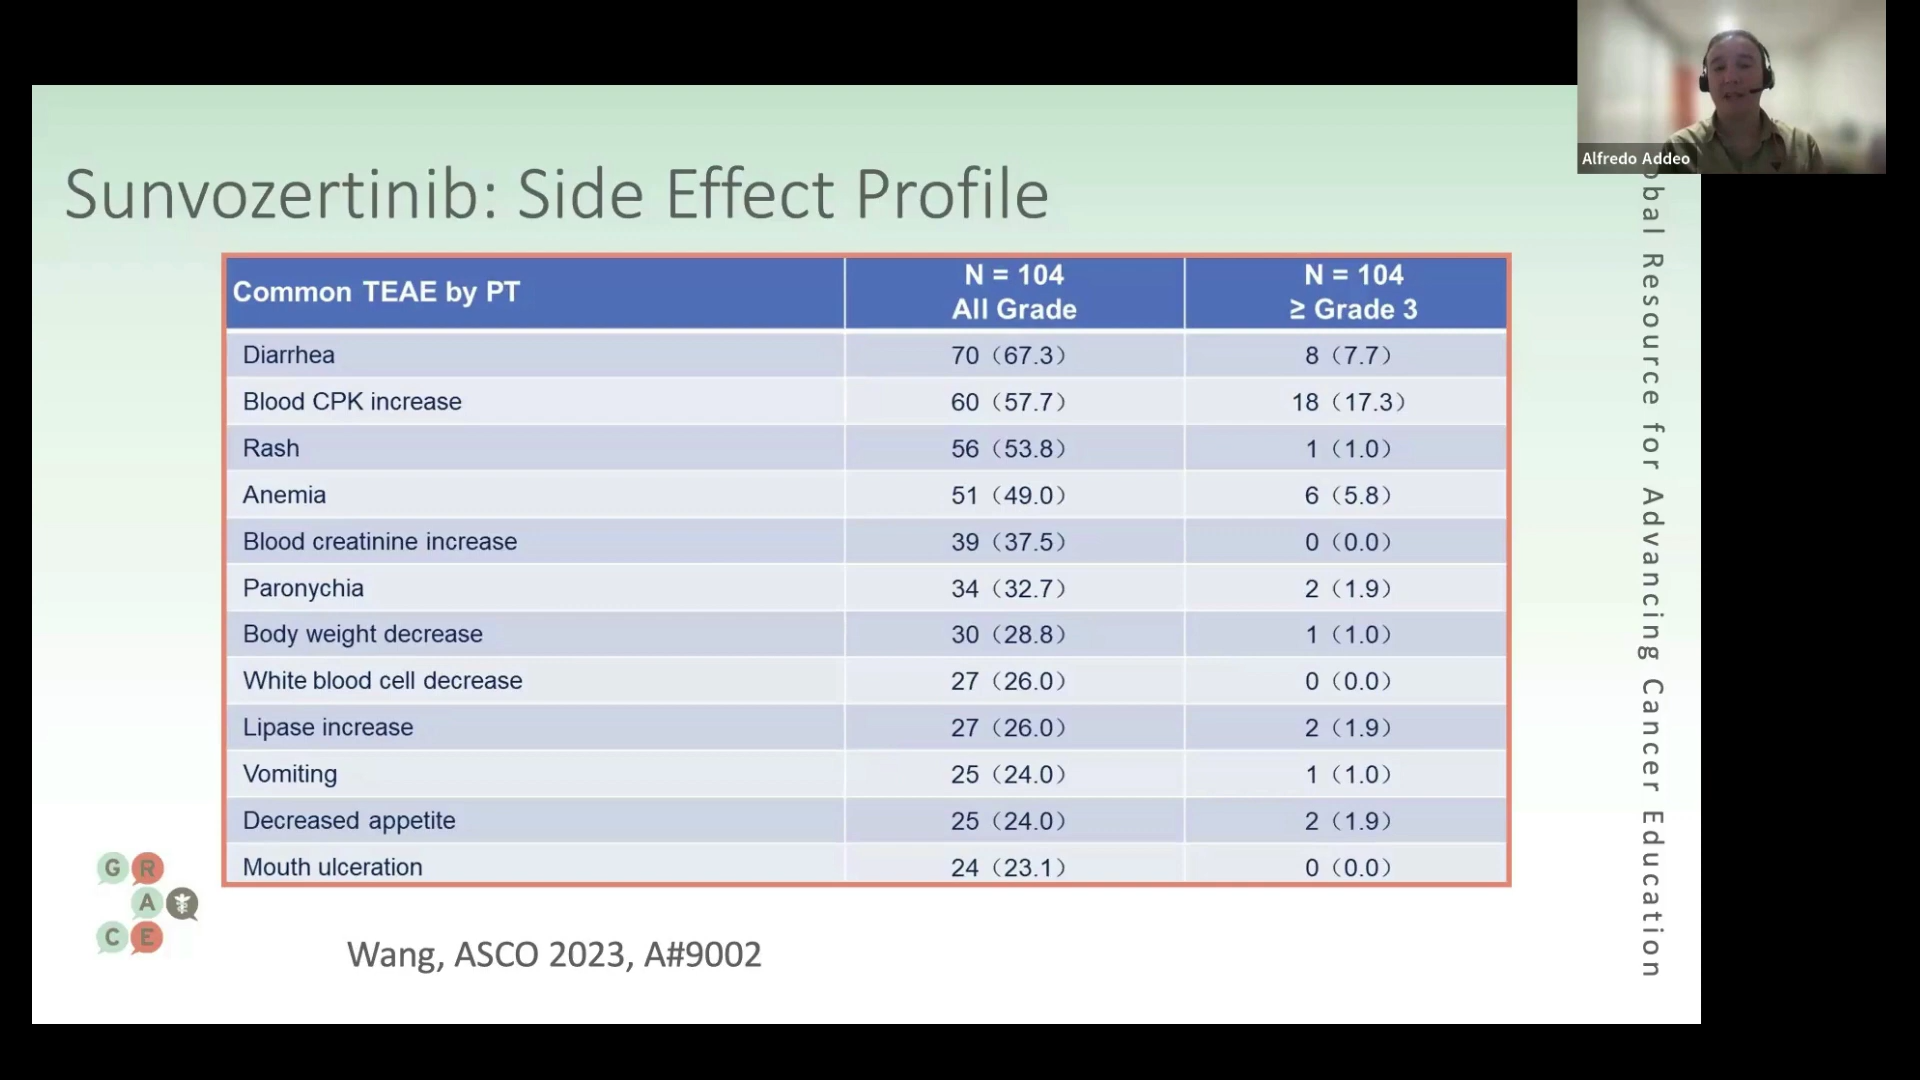 Alfredo Addeo
Sunvozertinib: Side Effect Profile
Common TEAE by PT
N = 104
All Grade
N = 104
≥ Grade 3
Diarrhea 70（67.3） 8（7.7）
Blood CPK increase 60（57.7） 18（17.3）
Rash 56（53.8） 1（1.0）
Anemia 51（49.0） 6（5.8）
Blood creatinine increase 39（37.5） 0（0.0）
Paronychia 34（32.7） 2（1.9）
Body weight decrease 30（28.8） 1（1.0）
White blood cell decrease 27（26.0） 0（0.0）
Lipase increase 27（26.0） 2（1.9）
Vomiting 25（24.0） 1（1.0）
Decreased appetite 25（24.0） 2（1.9）
Mouth ulceration 24（23.1） 0（0.0）
GRACE
Wang, ASCO 2023, A#9002
Resource for Advancing Cancer Education